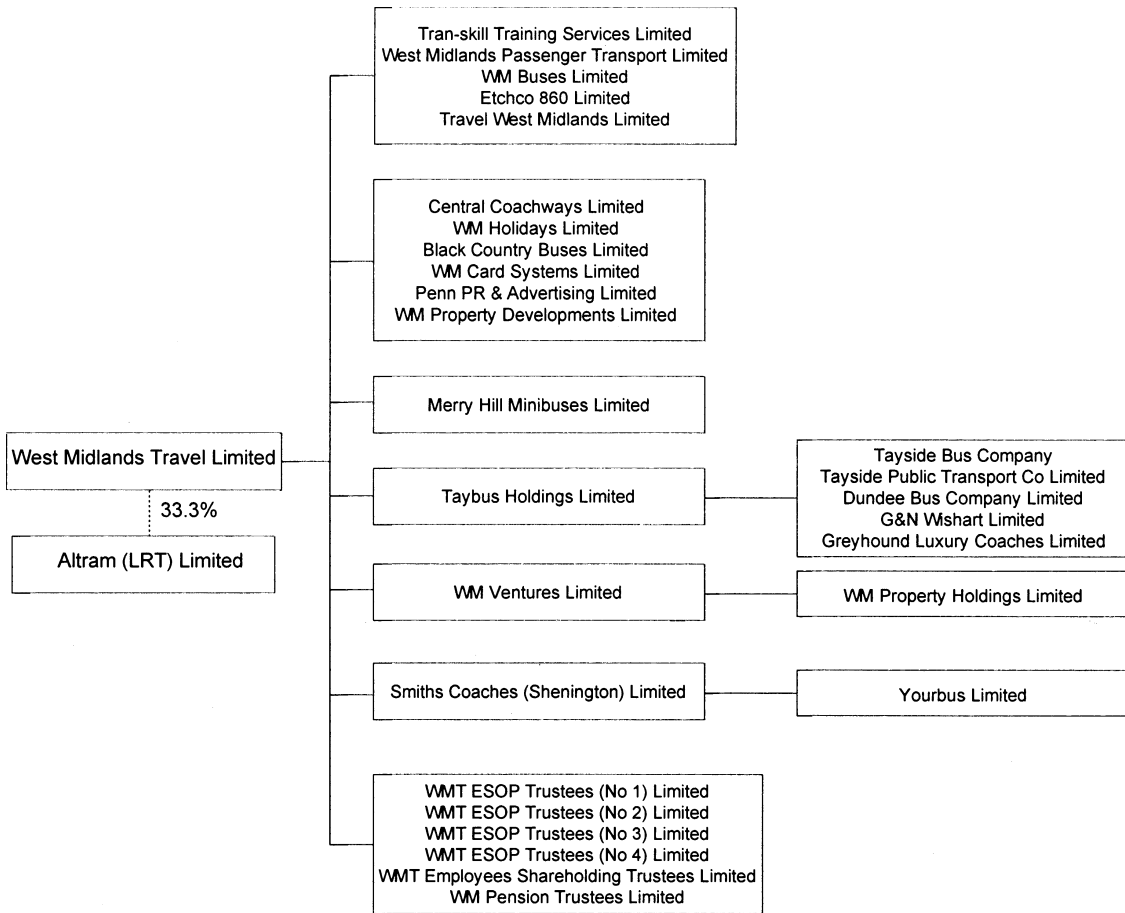 Tran-skill Training Services Limited
West Midlands Passenger Transport Limited
WM Buses Limited
Etchco 860 Limited
Travel West Midlands Limited
Central Coachways Limited
WM Holidays Limited
Black Country Buses Limited
WM Card Systems Limited
Penn PR & Advertising Limited
WM Property Developments Limited
Merry Hill Minibuses Limited
West Midlands Travel Limited
33.3%
Altram (LRT) Limited
Taybus Holdings Limited
Tayside Bus Company
Tayside Public Transport Co Limited
Dundee Bus Company Limited
G&N Wishart Limited
Greyhound Luxury Coaches Limited
WM Ventures Limited
WM Property Holdings Limited
Smiths Coaches (Shenington) Limited
Yourbus Limited
WMT ESOP Trustees (No 1) Limited
WMT ESOP Trustees (No 2) Limited
WMT ESOP Trustees (No 3) Limited
WMT ESOP Trustees (No 4) Limited
WMT Employees Shareholding Trustees Limited
WM Pension Trustees Limited